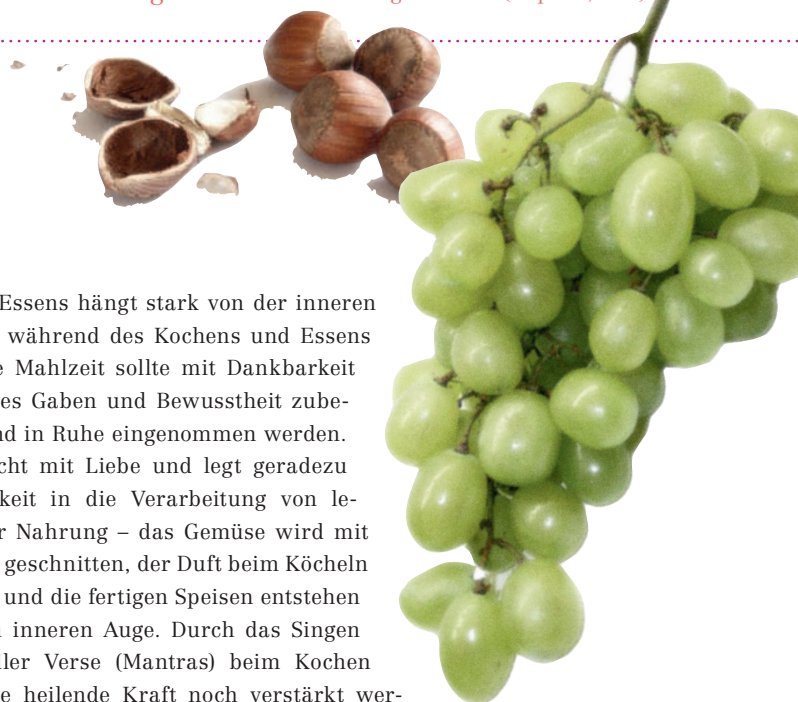 Essens hängt stark von der inneren
während des Kochens und Essens
Mahlzeit sollte mit Dankbarkeit
Gaben und Bewusstheit zube-
in Ruhe eingenommen werden.
mit Liebe und legt geradezu
in die Verarbeitung von le-
Nahrung – das Gemüse wird mit
geschnitten, der Duft beim Köcheln
und die fertigen Speisen entstehen
inneren Auge. Durch das Singen
Verse (Mantras) beim Kochen
heilende Kraft noch verstärkt wer-